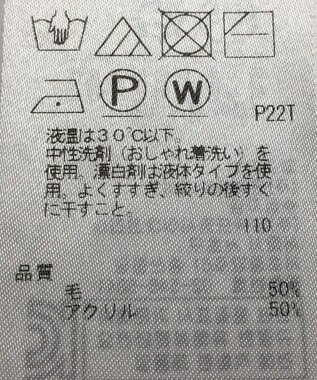 P W
P22T
液温は30℃以下。
中性洗剤（おしゃれ着洗い）を
使用。漂白剤は液体タイプを使
用。よくすすぎ、絞りの後すぐ
に干すこと。
110
品質
毛 50%
アクリル 50%